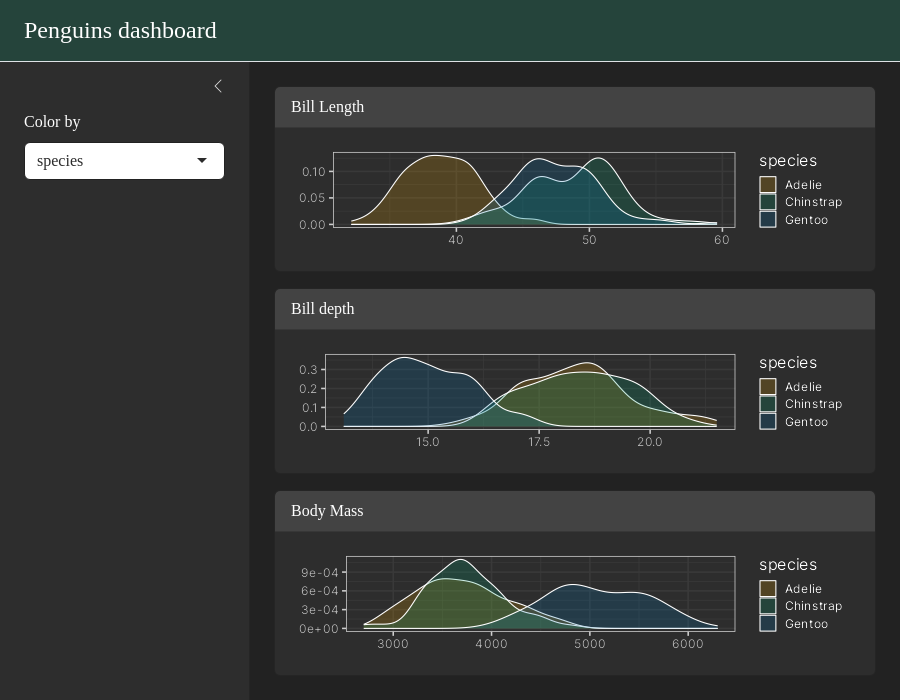 Penguins dashboard
Color by
species
Bill Length
0.10
0.05
0.00
40 50 60
species
Adelie
Chinstrap
Gentoo
Bill depth
0.3
0.2
0.1
0.0
15.0 17.5 20.0
species
Adelie
Chinstrap
Gentoo
Body Mass
9e-04
6e-04
3e-04
0e+00
3000 4000 5000 6000
species
Adelie
Chinstrap
Gentoo